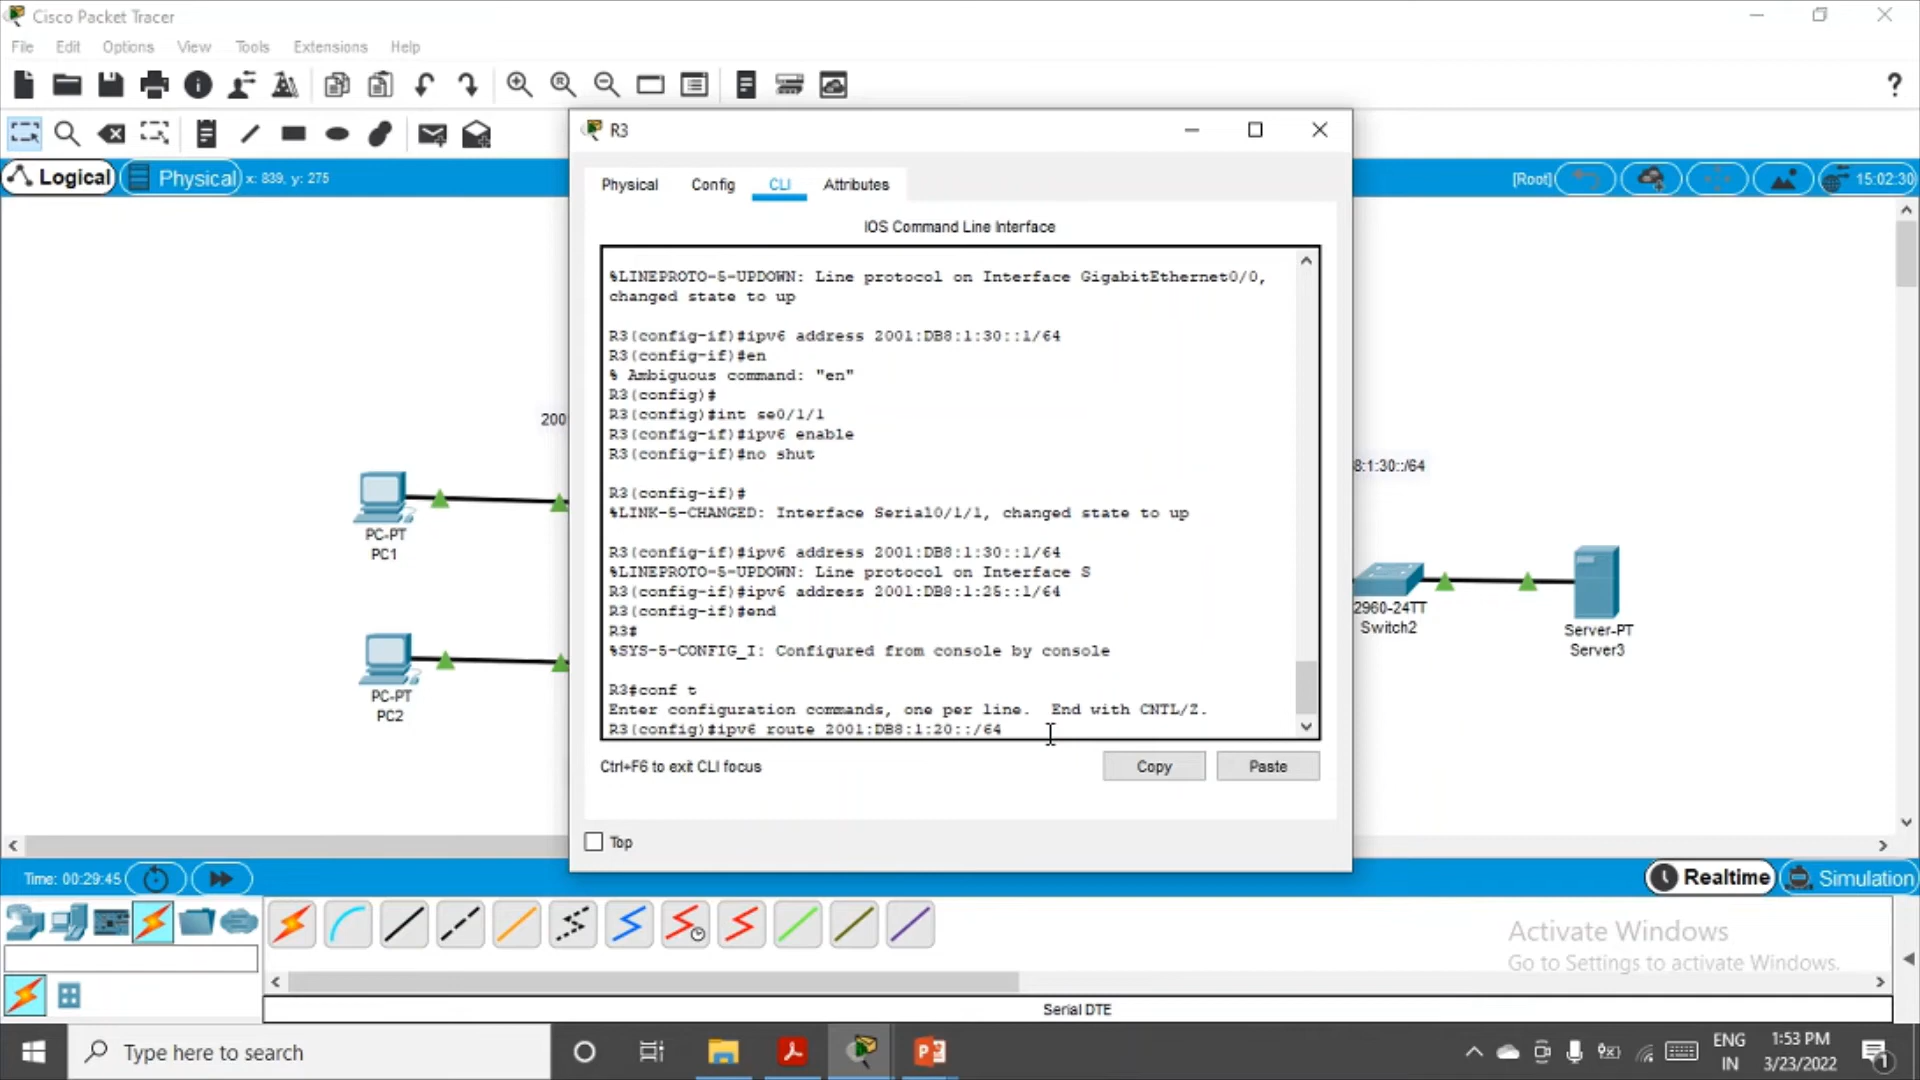 Cisco Packet Tracer
File Edit Options View Tools Extensions Help
?
Logical
Physical
x: 839, y: 275
[Root]
15:02:30
R3
Physical Config CLI Attributes
IOS Command Line Interface
%LINEPROTO-5-UPDOWN: Line protocol on Interface GigabitEthernet0/0,
changed state to up
R3(config-if)#ipv6 address 2001:DB8:1:30::1/64
R3(config-if)#en
% Ambiguous command: "en"
R3(config)#
R3(config)#int se0/1/1
R3(config-if)#ipv6 enable
R3(config-if)#no shut
R3(config-if)#
%LINK-5-CHANGED: Interface Serial0/1/1, changed state to up
R3(config-if)#ipv6 address 2001:DB8:1:30::1/64
%LINEPROTO-5-UPDOWN: Line protocol on Interface S
R3(config-if)#ipv6 address 2001:DB8:1:25::1/64
R3(config-if)#end
R3#
%SYS-5-CONFIG_I: Configured from console by console
R3#conf t
Enter configuration commands, one per line. End with CNTL/Z.
R3(config)#ipv6 route 2001:DB8:1:20::/64
Ctrl+F6 to exit CLI focus
Copy
Paste
Top
200
PC-PT
PC1
PC-PT
PC2
8:1:30::/64
2960-24TT
Switch2
Server-PT
Server3
Time: 00:29:45
Realtime
Simulation
Activate Windows
Go to Settings to activate Windows.
Serial DTE
Type here to search
ENG
IN
1:53 PM
3/23/2022
1